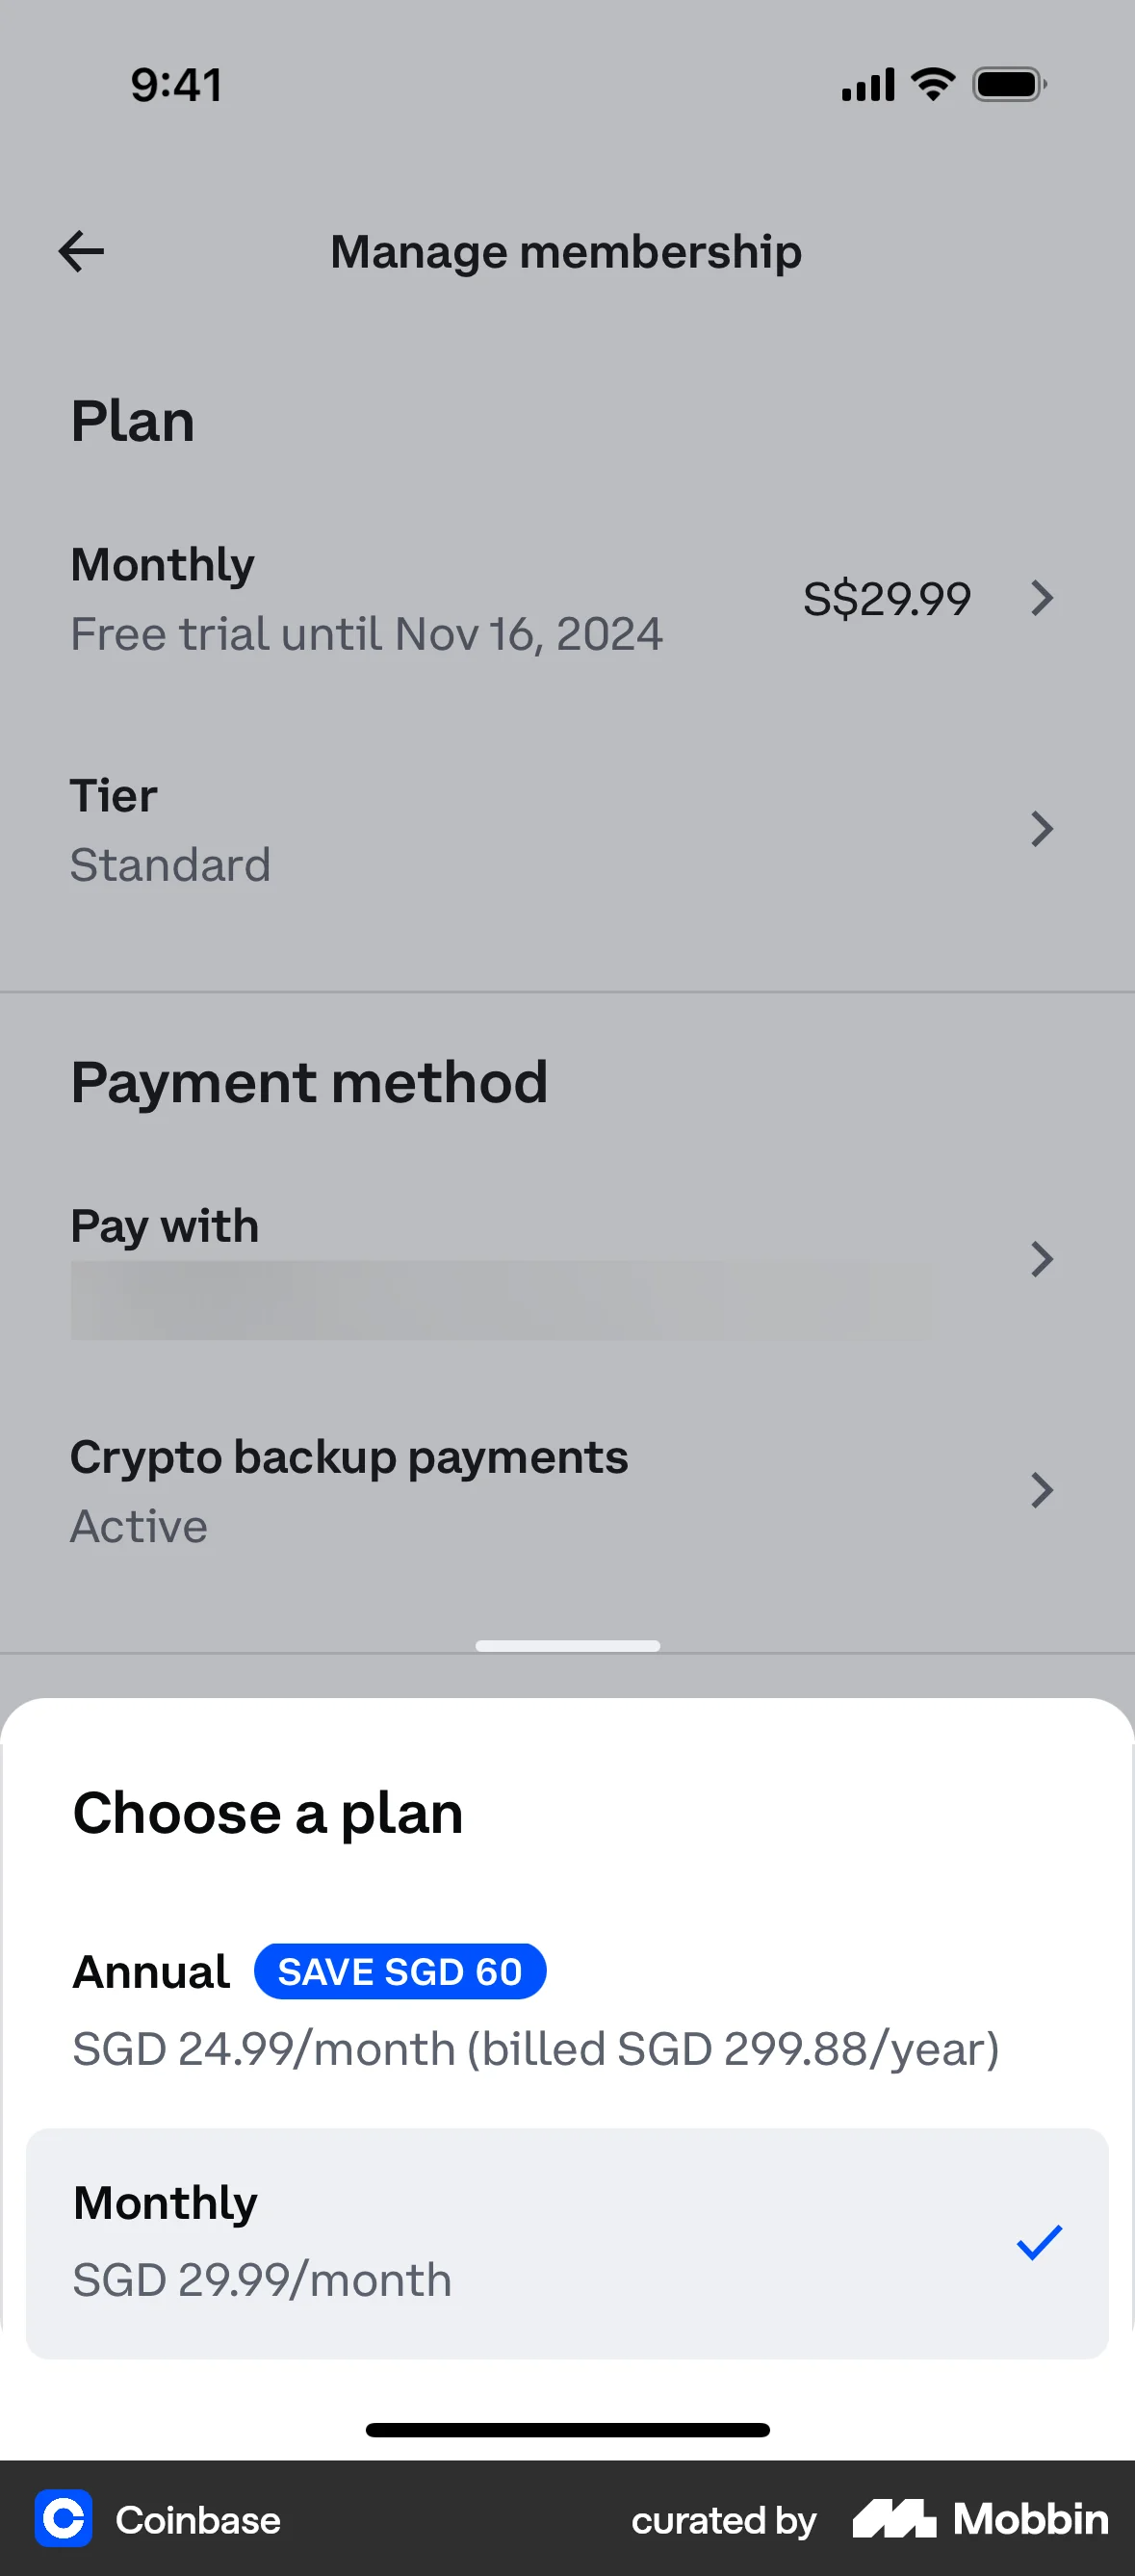 9:41
Manage membership
Plan
Monthly
Free trial until Nov 16, 2024
S$29.99
Tier
Standard
Payment method
Pay with
Crypto backup payments
Active
Choose a plan
Annual SAVE SGD 60
SGD 24.99/month (billed SGD 299.88/year)
Monthly
SGD 29.99/month
Coinbase
curated by Mobbin